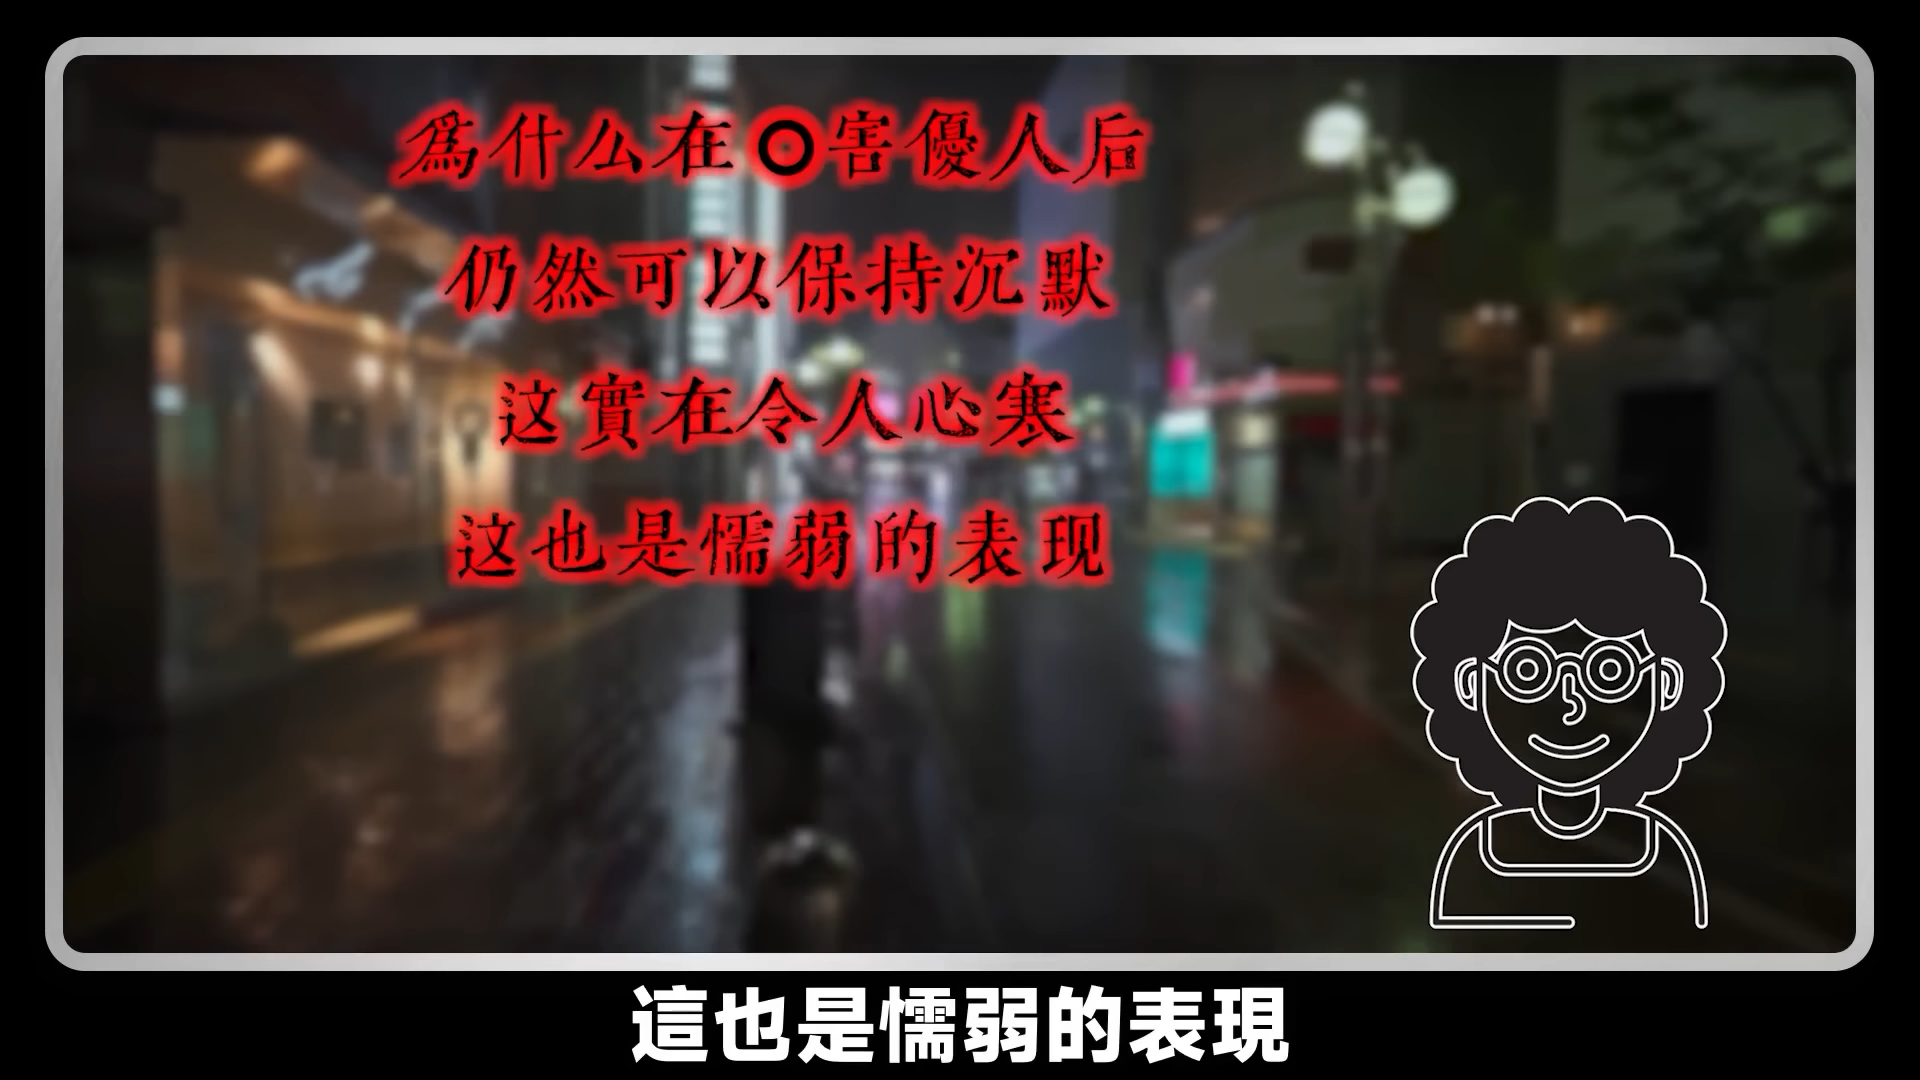 爲什么在〇害優人后
仍然可以保持沉默
这實在令人心寒
这也是懦弱的表现
這也是懦弱的表現